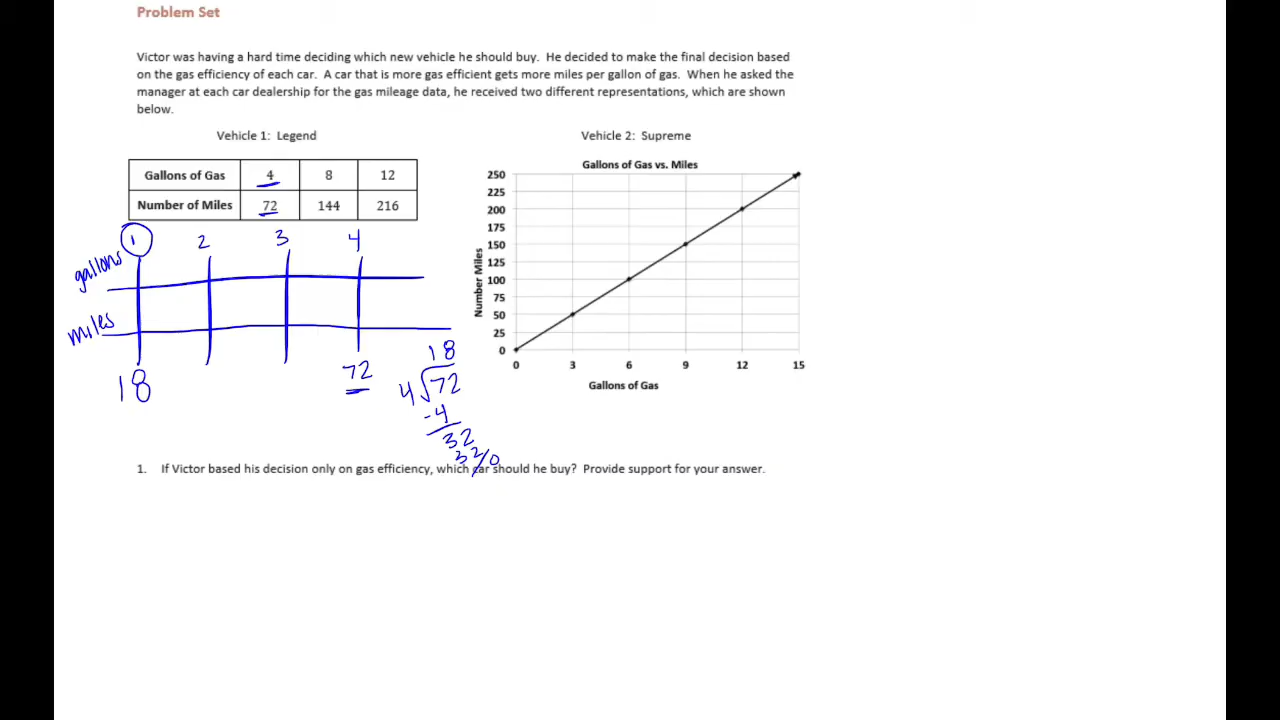 Problem Set
Victor was having a hard time deciding which new vehicle he should buy. He decided to make the final decision based
on the gas efficiency of each car. A car that is more gas efficient gets more miles per gallon of gas. When he asked the
manager at each car dealership for the gas mileage data, he received two different representations, which are shown
below.
Vehicle 1: Legend
Gallons of Gas 4 8 12
Number of Miles 72 144 216
1 2 3 4
gallons
miles
18 72
18
4 72
-4
32
32
0
Vehicle 2: Supreme
Gallons of Gas vs. Miles
250
225
200
175
150
125
100
75
50
25
0
Number Miles
0 3 6 9 12 15
Gallons of Gas
1. If Victor based his decision only on gas efficiency, which car should he buy? Provide support for your answer.